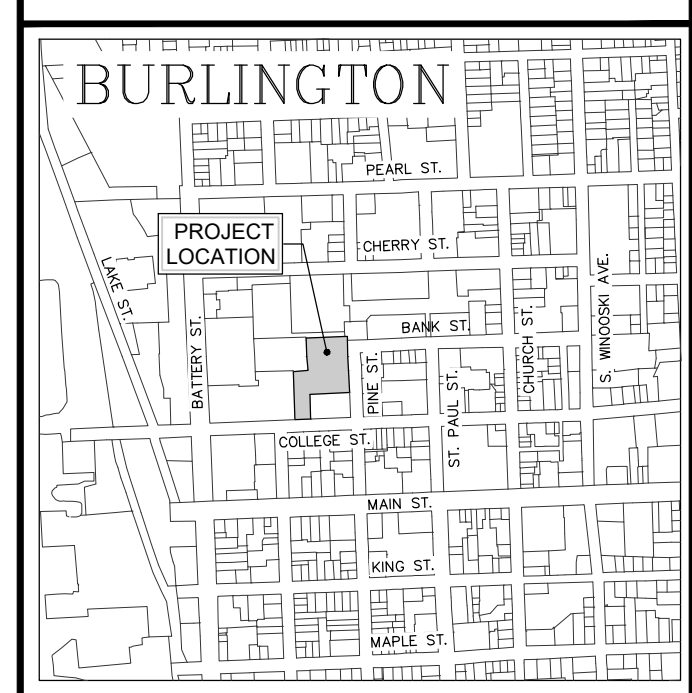 BURLINGTON
PEARL ST.
PROJECT
LOCATION
CHERRY ST.
LAKE ST.
BATTERY ST.
BANK ST.
PINE ST.
ST. PAUL ST.
CHURCH ST.
S. WINOOSKI AVE.
COLLEGE ST.
MAIN ST.
KING ST.
MAPLE ST.